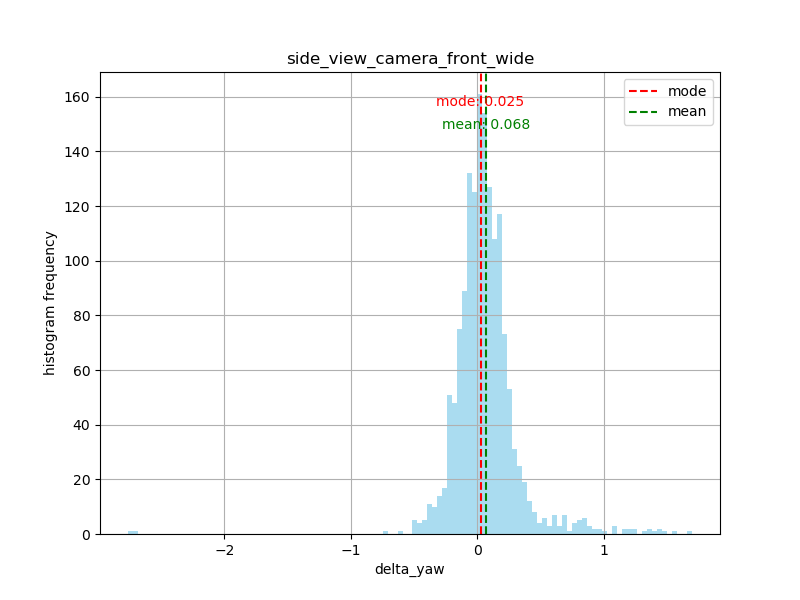 side_view_camera_front_wide
mode: 0.025
mean: 0.068
mode
mean
histogram frequency
160
140
120
100
80
60
40
20
0
−2
−1
0
1
delta_yaw